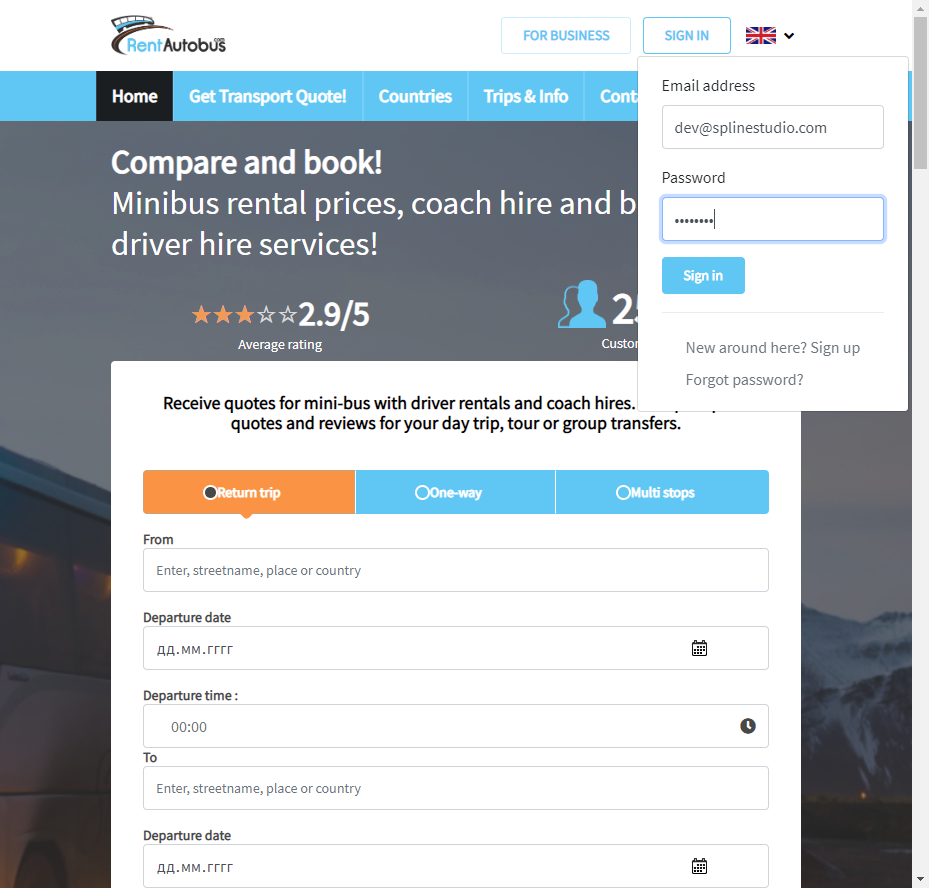 RentAutobus.com
FOR BUSINESS
SIGN IN
Home
Get Transport Quote!
Countries
Trips & Info
Email address
dev@splinestudio.com
Password
••••••••
Sign in
New around here? Sign up
Forgot password?
Compare and book!
Minibus rental prices, coach hire and
driver hire services!
2.9/5
Average rating
Receive quotes for mini-bus with driver rentals and coach hires.
quotes and reviews for your day trip, tour or group transfers.
Return trip
One-way
Multi stops
From
Enter, streetname, place or country
Departure date
дд.мм.гггг
Departure time :
00:00
To
Enter, streetname, place or country
Departure date
дд.мм.гггг